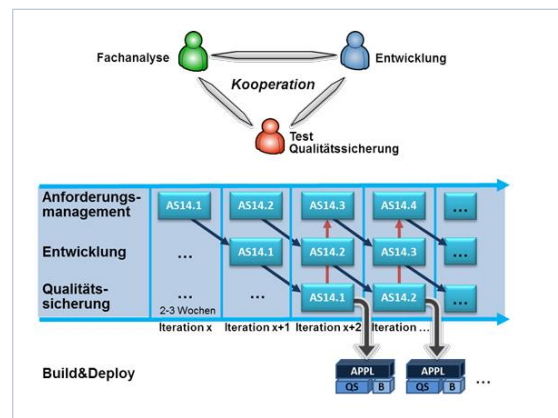 Fachanalyse
Entwicklung
Kooperation
Test
Qualitätssicherung
Anforderungs-
management
AS14.1
AS14.2
AS14.3
AS14.4
...
Entwicklung
...
AS14.1
AS14.2
AS14.3
...
Qualitäts-
sicherung
...
...
AS14.1
AS14.2
...
2-3 Wochen
Iteration x
Iteration x+1
Iteration x+2
Iteration ...
Build&Deploy
APPL
QS
B
APPL
QS
B
...